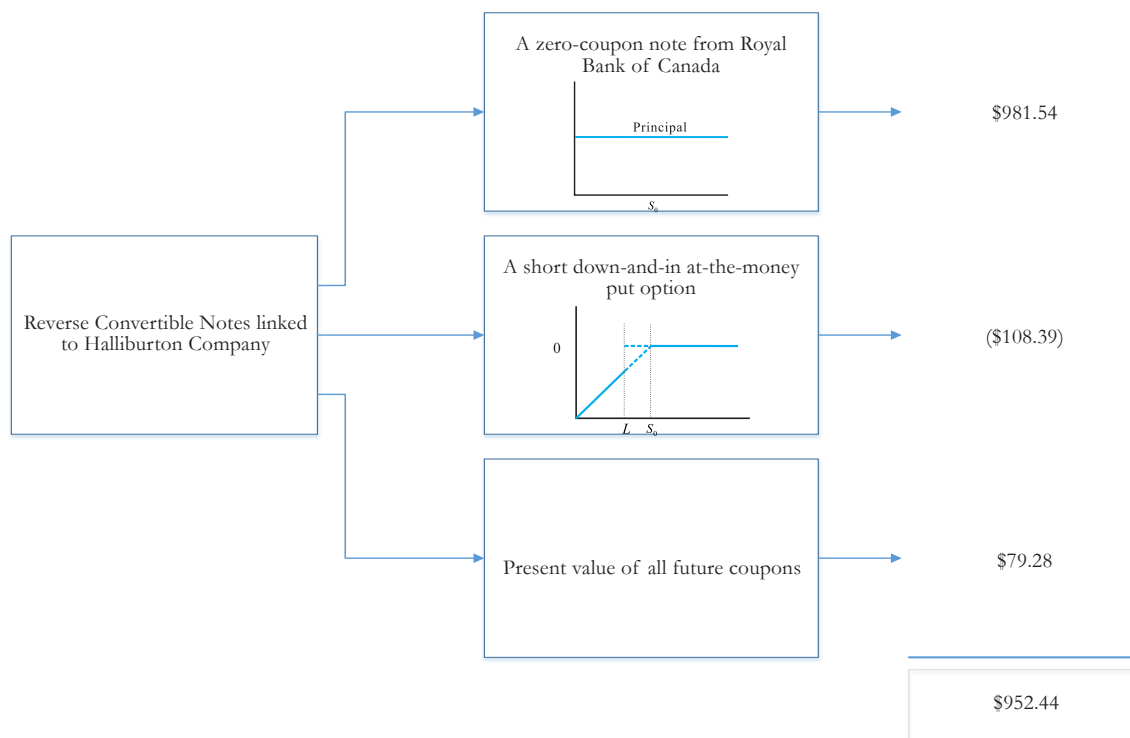 A zero-coupon note from Royal
Bank of Canada
Principal
S₀
$981.54
Reverse Convertible Notes linked
to Halliburton Company
A short down-and-in at-the-money
put option
0
L S₀
($108.39)
Present value of all future coupons
$79.28
$952.44